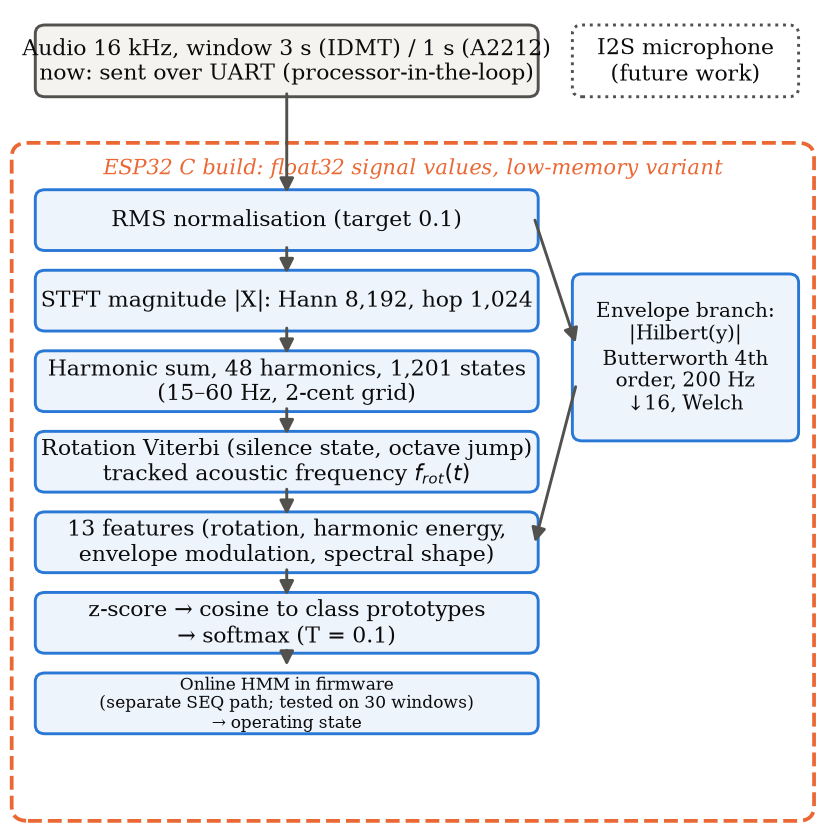 Audio 16 kHz, window 3 s (IDMT) / 1 s (A2212)
now: sent over UART (processor-in-the-loop)
I2S microphone
(future work)
ESP32 C build: float32 signal values, low-memory variant
RMS normalisation (target 0.1)
STFT magnitude |X|: Hann 8,192, hop 1,024
Harmonic sum, 48 harmonics, 1,201 states
(15–60 Hz, 2-cent grid)
Envelope branch:
|Hilbert(y)|
Butterworth 4th
order, 200 Hz
↓16, Welch
Rotation Viterbi (silence state, octave jump)
tracked acoustic frequency f_rot(t)
13 features (rotation, harmonic energy,
envelope modulation, spectral shape)
z-score → cosine to class prototypes
→ softmax (T = 0.1)
Online HMM in firmware
(separate SEQ path; tested on 30 windows)
→ operating state